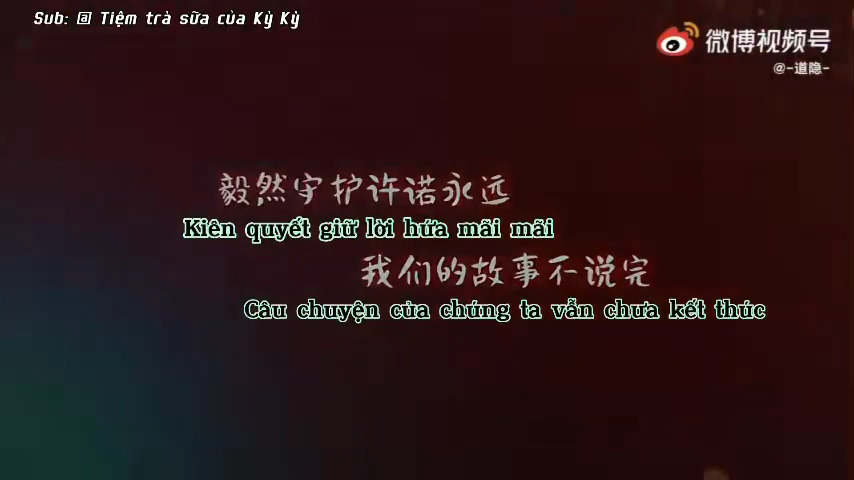 Sub: @ Tiệm trà sữa của Kỳ Kỳ
微博视频号
@-道隐-
毅然守护许诺永远
Kiên quyết giữ lời hứa mãi mãi
我们的故事不说完
Câu chuyện của chúng ta vẫn chưa kết thúc